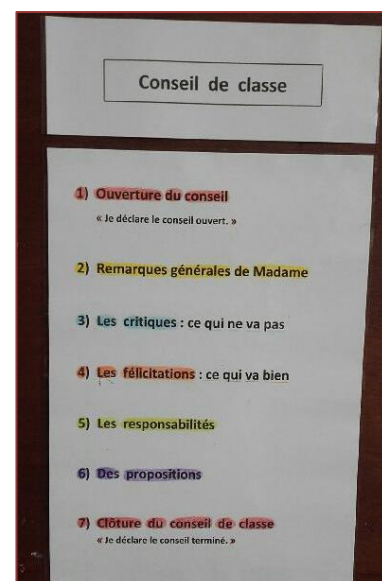 Conseil de classe
1) Ouverture du conseil
« Je déclare le conseil ouvert. »
2) Remarques générales de Madame
3) Les critiques : ce qui ne va pas
4) Les félicitations : ce qui va bien
5) Les responsabilités
6) Des propositions
7) Clôture du conseil de classe
« Je déclare le conseil terminé. »